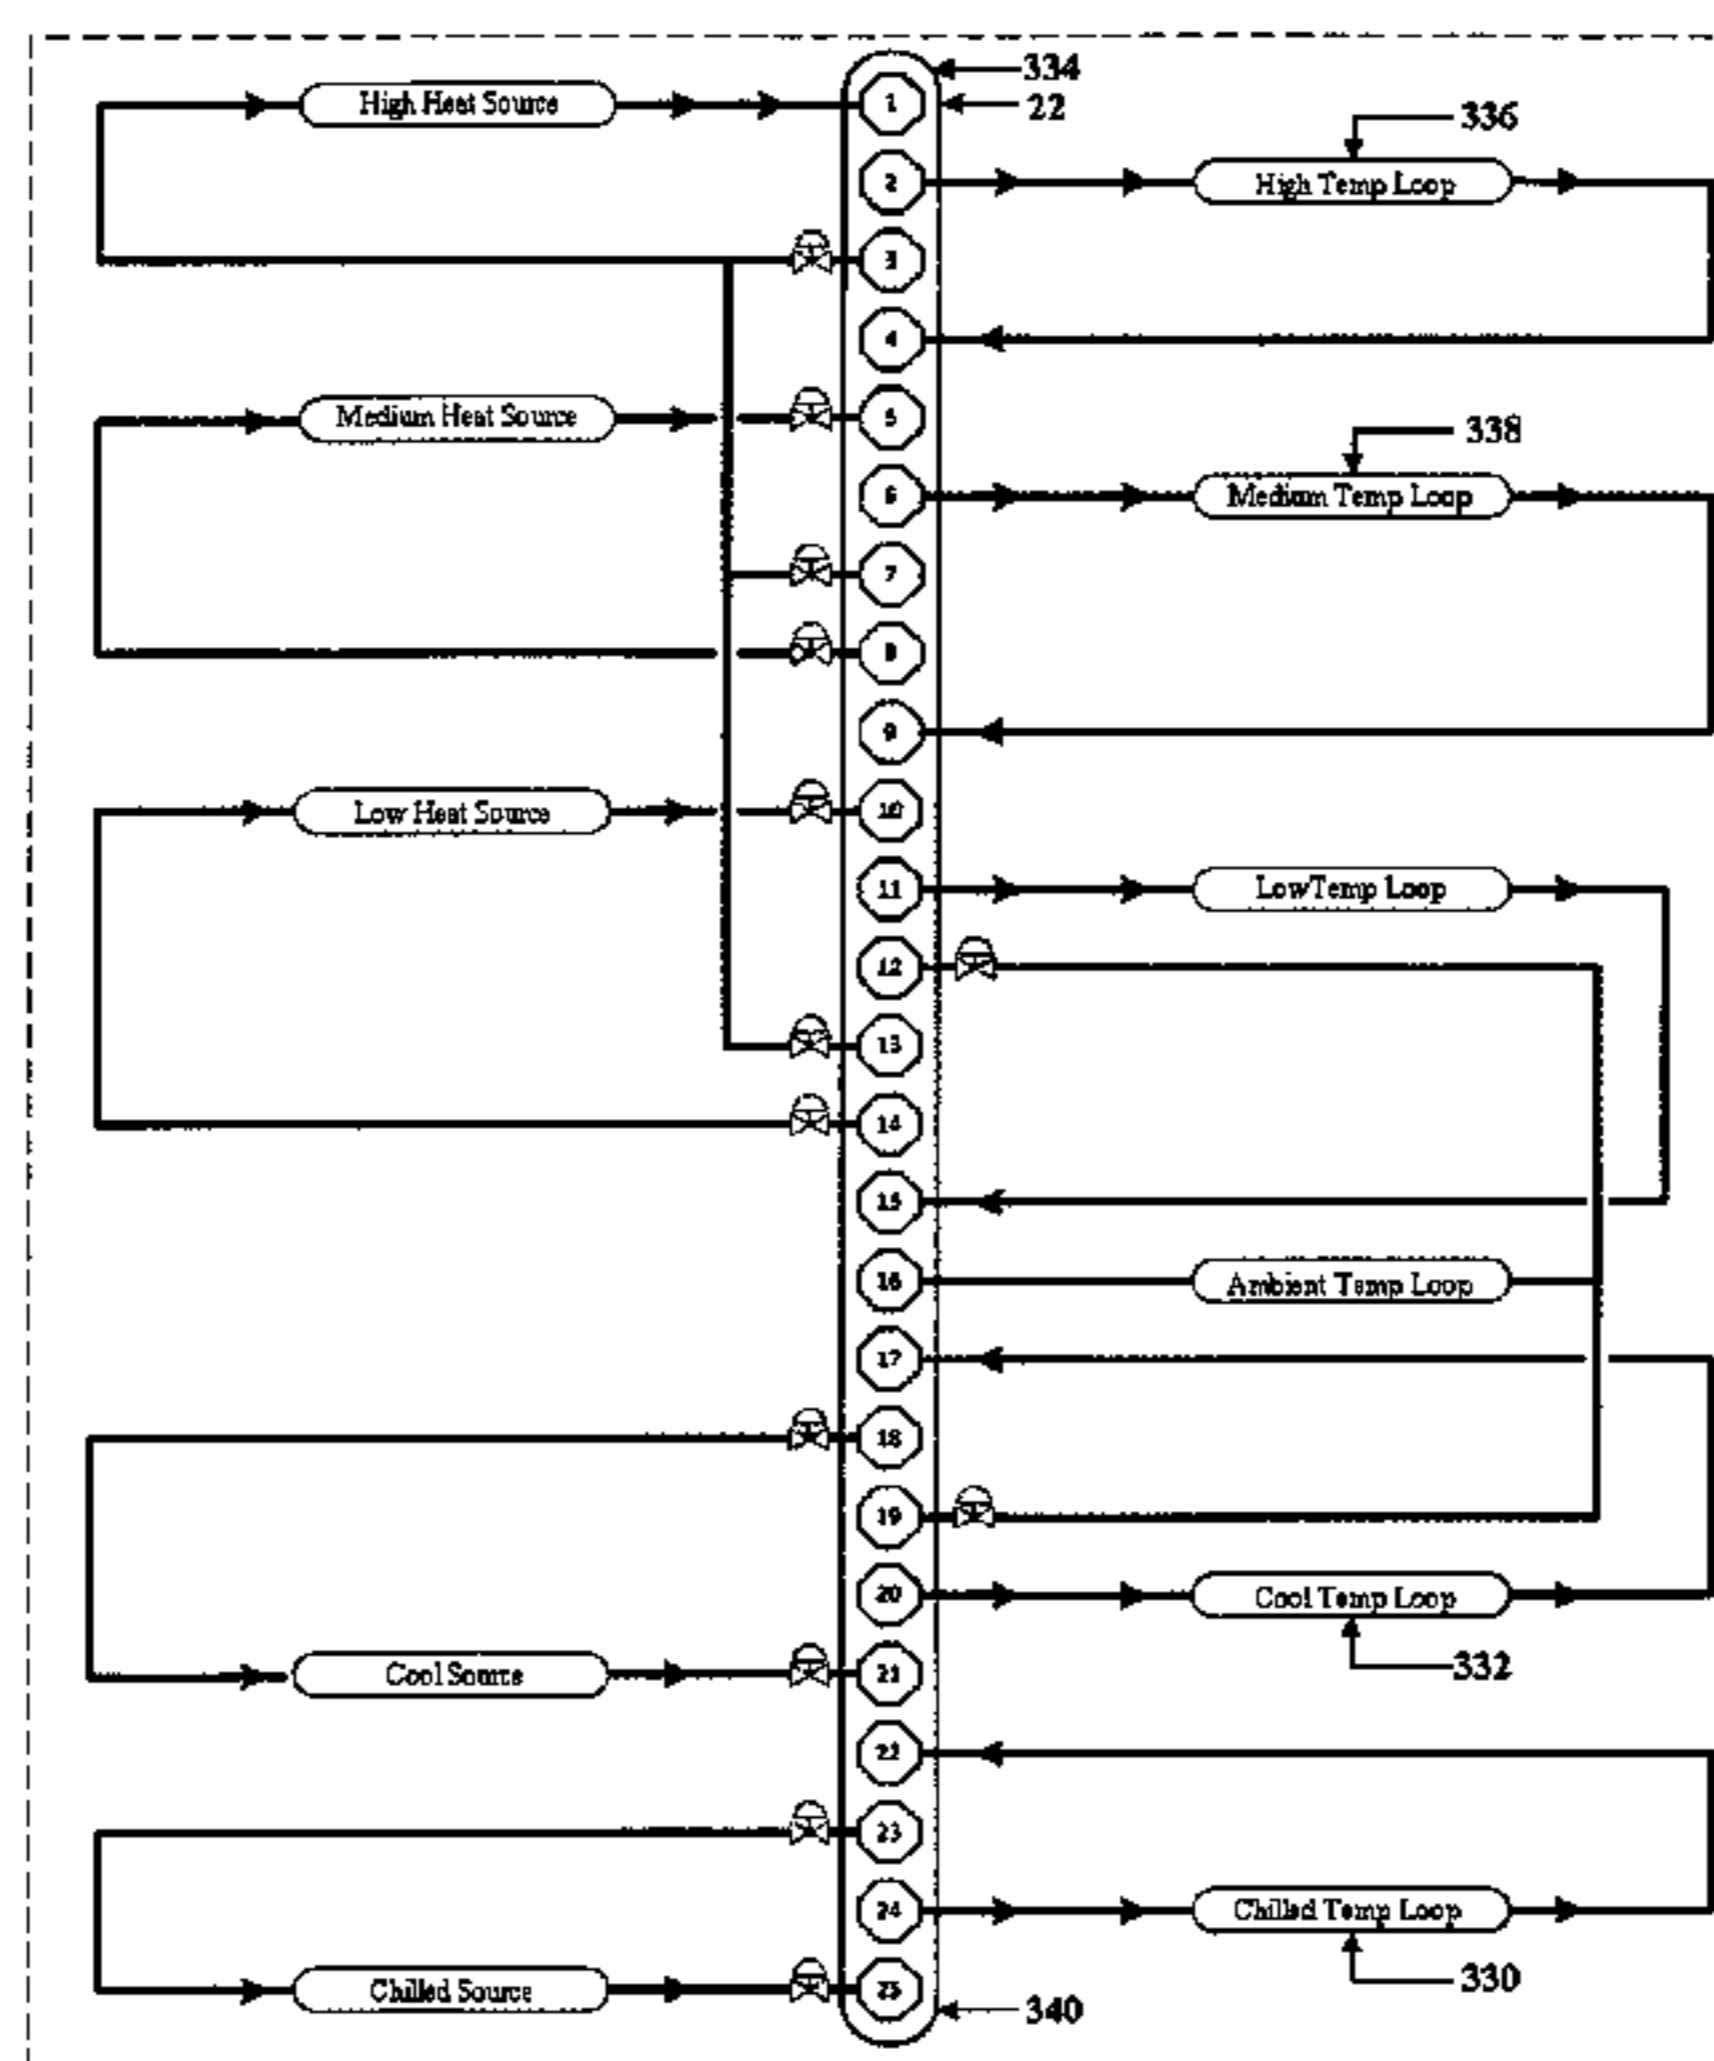 334
High Heat Source
1
22
336
2
High Temp Loop
3
4
Medium Heat Source
5
338
6
Medium Temp Loop
7
8
9
Low Heat Source
10
11
LowTemp Loop
12
13
14
15
16
Ambient Temp Loop
17
18
19
20
Cool Temp Loop
332
Cool Source
21
22
23
24
Chilled Temp Loop
330
Chilled Source
25
340